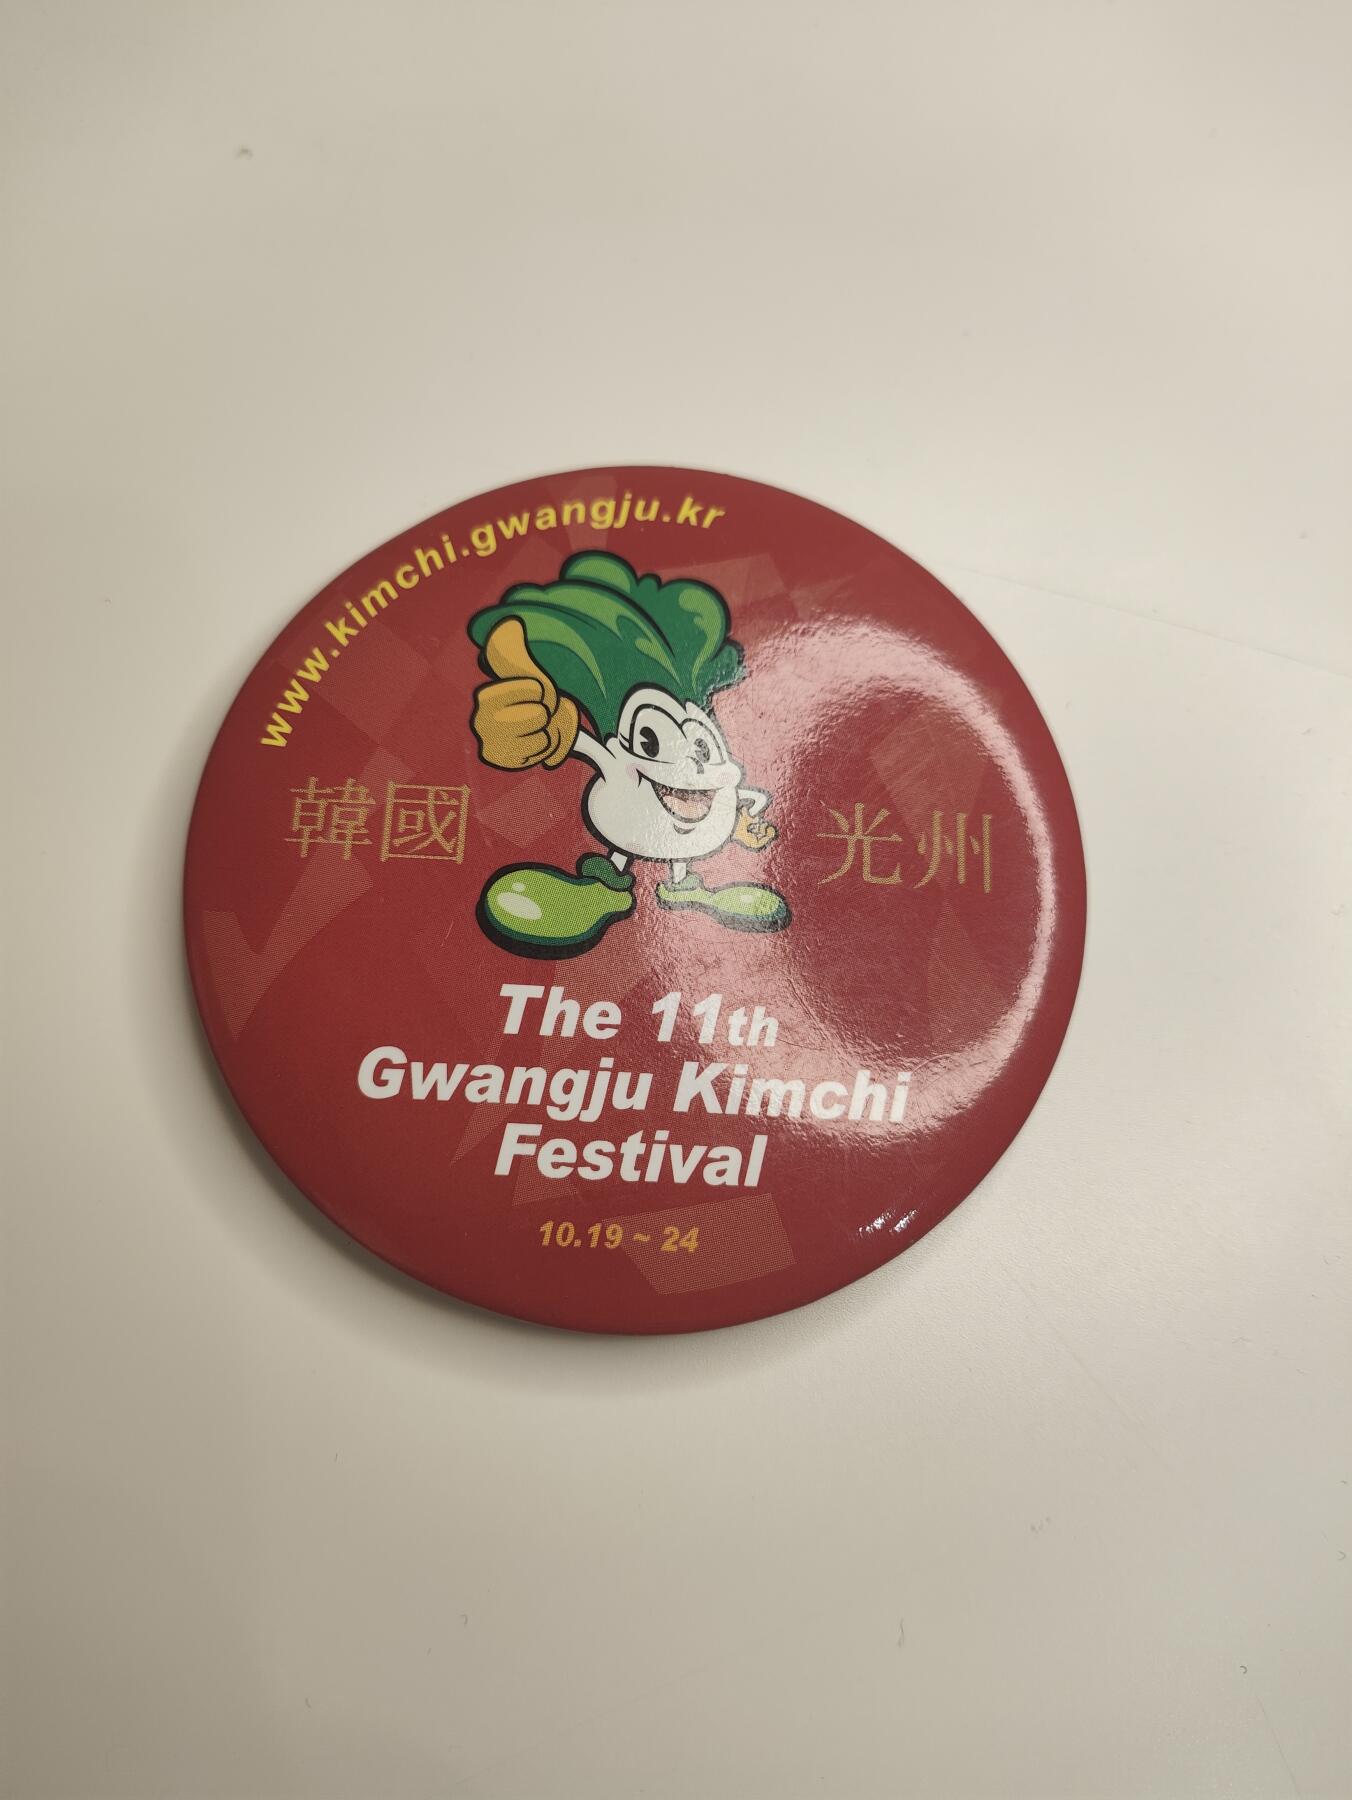 www.kimchi.gwangju.kr
韓國
光州
The 11th
Gwangju Kimchi
Festival
10.19 ~ 24